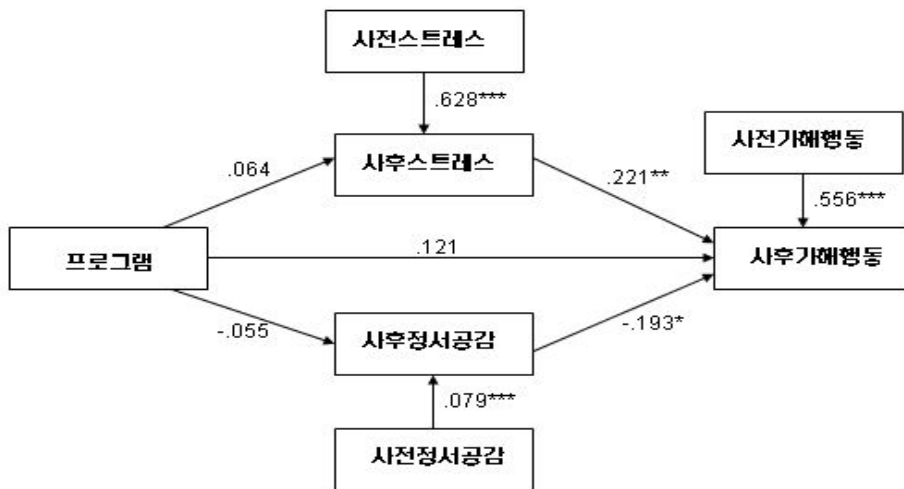 사전스트레스
.628***
사전가해행동
사후스트레스
.064
.221**
.556***
프로그램
.121
사후가해행동
-.055
사후정서공감
-.193*
.079***
사전정서공감